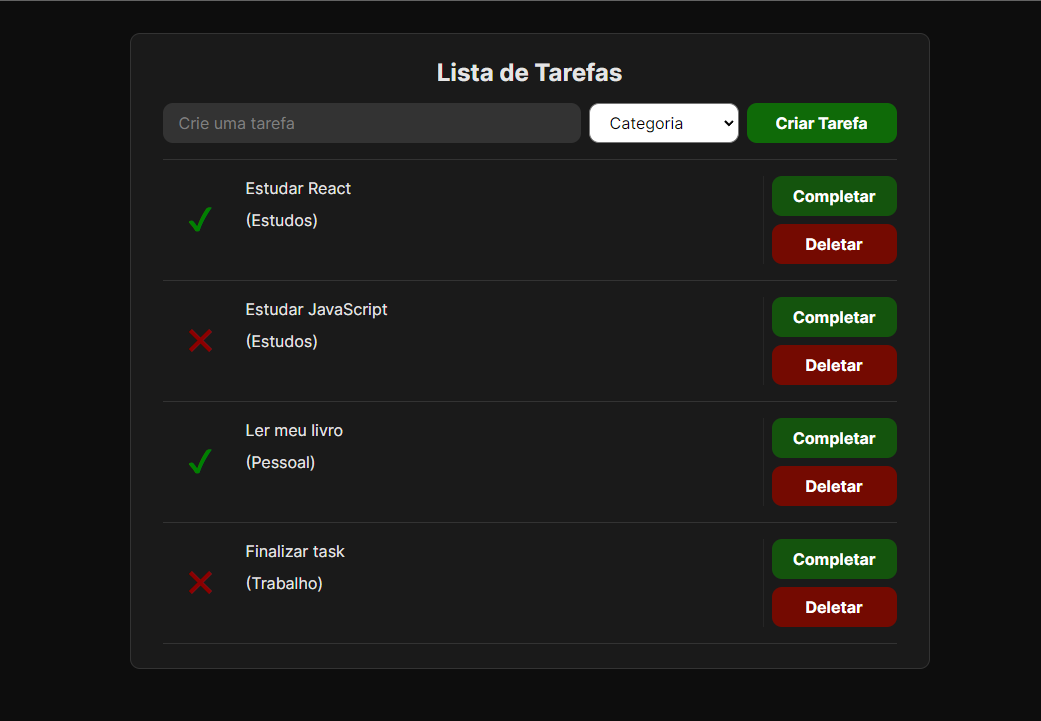 Lista de Tarefas
Crie uma tarefa
Categoria
Criar Tarefa
Estudar React
(Estudos)
Completar
Deletar
Estudar JavaScript
(Estudos)
Completar
Deletar
Ler meu livro
(Pessoal)
Completar
Deletar
Finalizar task
(Trabalho)
Completar
Deletar